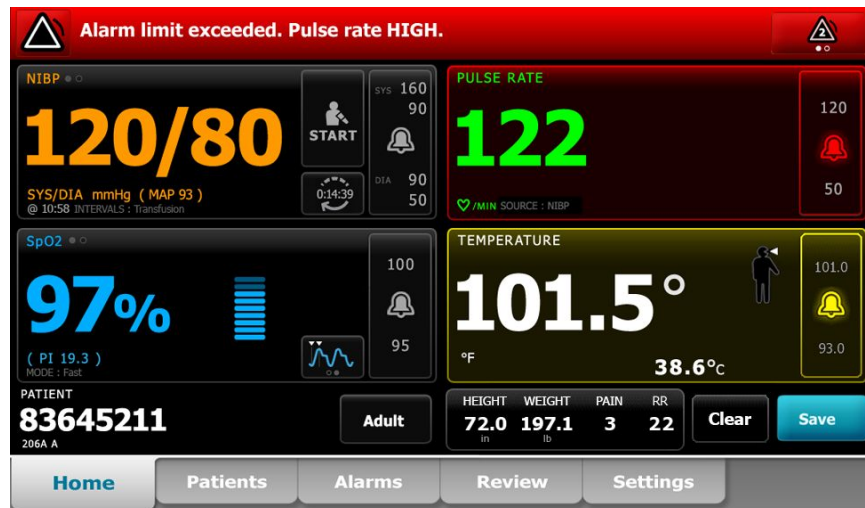 Alarm limit exceeded. Pulse rate HIGH.
2
NIBP
120/80
SYS/DIA mmHg ( MAP 93 )
@ 10:58 INTERVALS : Transfusion
START
0:14:39
SYS 160
90
DIA 90
50
PULSE RATE
122
/MIN SOURCE : NIBP
120
50
SpO2
97%
( PI 19.3 )
MODE : Fast
100
95
TEMPERATURE
101.5°
°F
38.6°C
101.0
93.0
PATIENT
83645211
206A A
Adult
HEIGHT WEIGHT PAIN RR
72.0 197.1 3 22
in lb
Clear
Save
Home Patients Alarms Review Settings